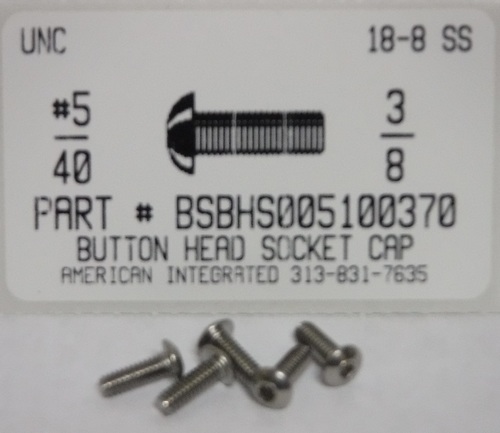 UNC 18-8 SS
#5/40 3/8
PART # BSBHS005100370
BUTTON HEAD SOCKET CAP
AMERICAN INTEGRATED 313-831-7635